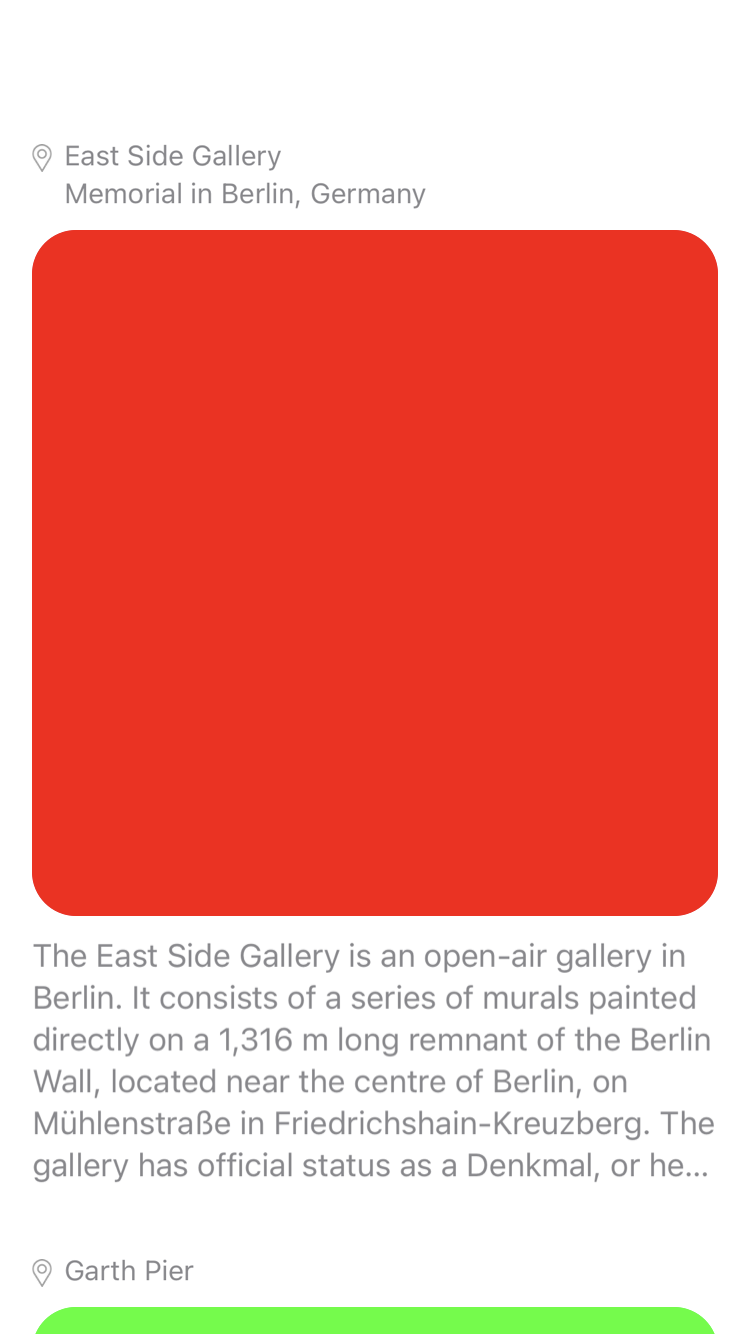 East Side Gallery
Memorial in Berlin, Germany
The East Side Gallery is an open-air gallery in
Berlin. It consists of a series of murals painted
directly on a 1,316 m long remnant of the Berlin
Wall, located near the centre of Berlin, on
Mühlenstraße in Friedrichshain-Kreuzberg. The
gallery has official status as a Denkmal, or he...
Garth Pier